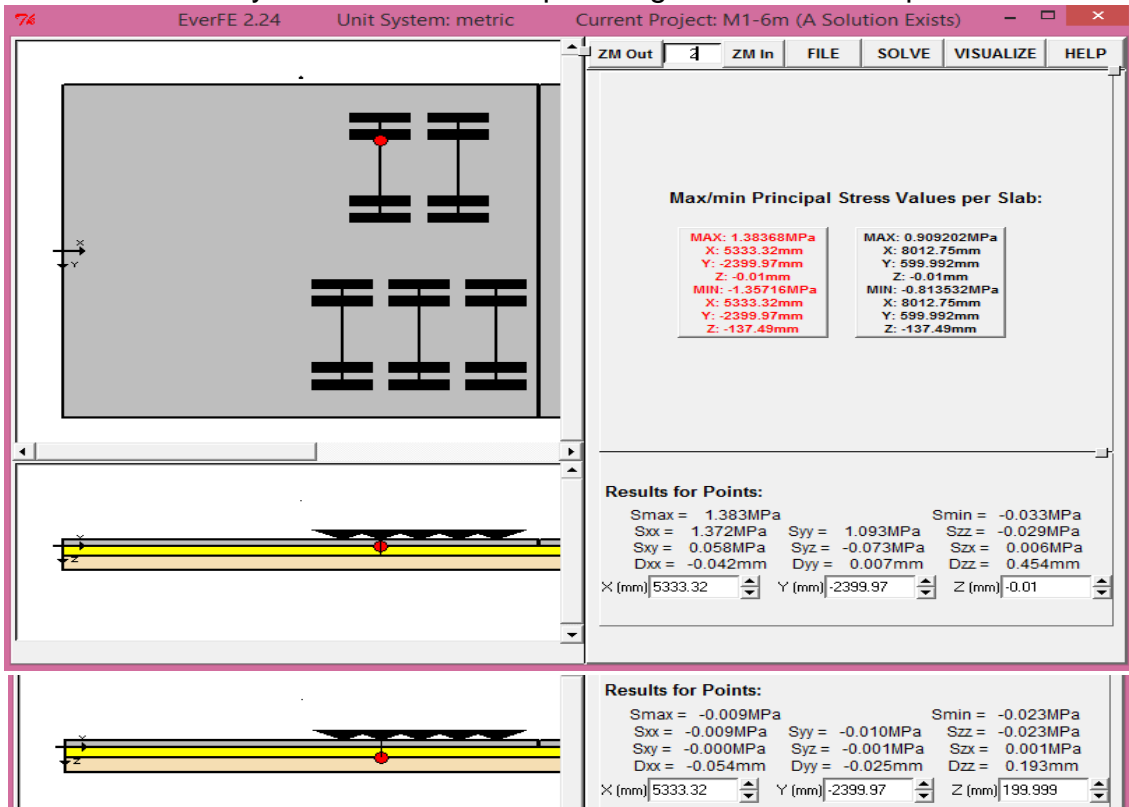 EverFE 2.24 Unit System: metric Current Project: M1-6m (A Solution Exists)
ZM Out 2 ZM In FILE SOLVE VISUALIZE HELP
X
Y
Max/min Principal Stress Values per Slab:
MAX: 1.38368MPa
X: 5333.32mm
Y: -2399.97mm
Z: -0.01mm
MIN: -1.35716MPa
X: 5333.32mm
Y: -2399.97mm
Z: -137.49mm
MAX: 0.909202MPa
X: 8012.75mm
Y: 599.992mm
Z: -0.01mm
MIN: -0.813532MPa
X: 8012.75mm
Y: 599.992mm
Z: -137.49mm
X
Z
Results for Points:
Smax = 1.383MPa Smin = -0.033MPa
Sxx = 1.372MPa Syy = 1.093MPa Szz = -0.029MPa
Sxy = 0.058MPa Syz = -0.073MPa Szx = 0.006MPa
Dxx = -0.042mm Dyy = 0.007mm Dzz = 0.454mm
X (mm) 5333.32 Y (mm) -2399.97 Z (mm) -0.01
X
Z
Results for Points:
Smax = -0.009MPa Smin = -0.023MPa
Sxx = -0.009MPa Syy = -0.010MPa Szz = -0.023MPa
Sxy = -0.000MPa Syz = -0.001MPa Szx = 0.001MPa
Dxx = -0.054mm Dyy = -0.025mm Dzz = 0.193mm
X (mm) 5333.32 Y (mm) -2399.97 Z (mm) 199.999